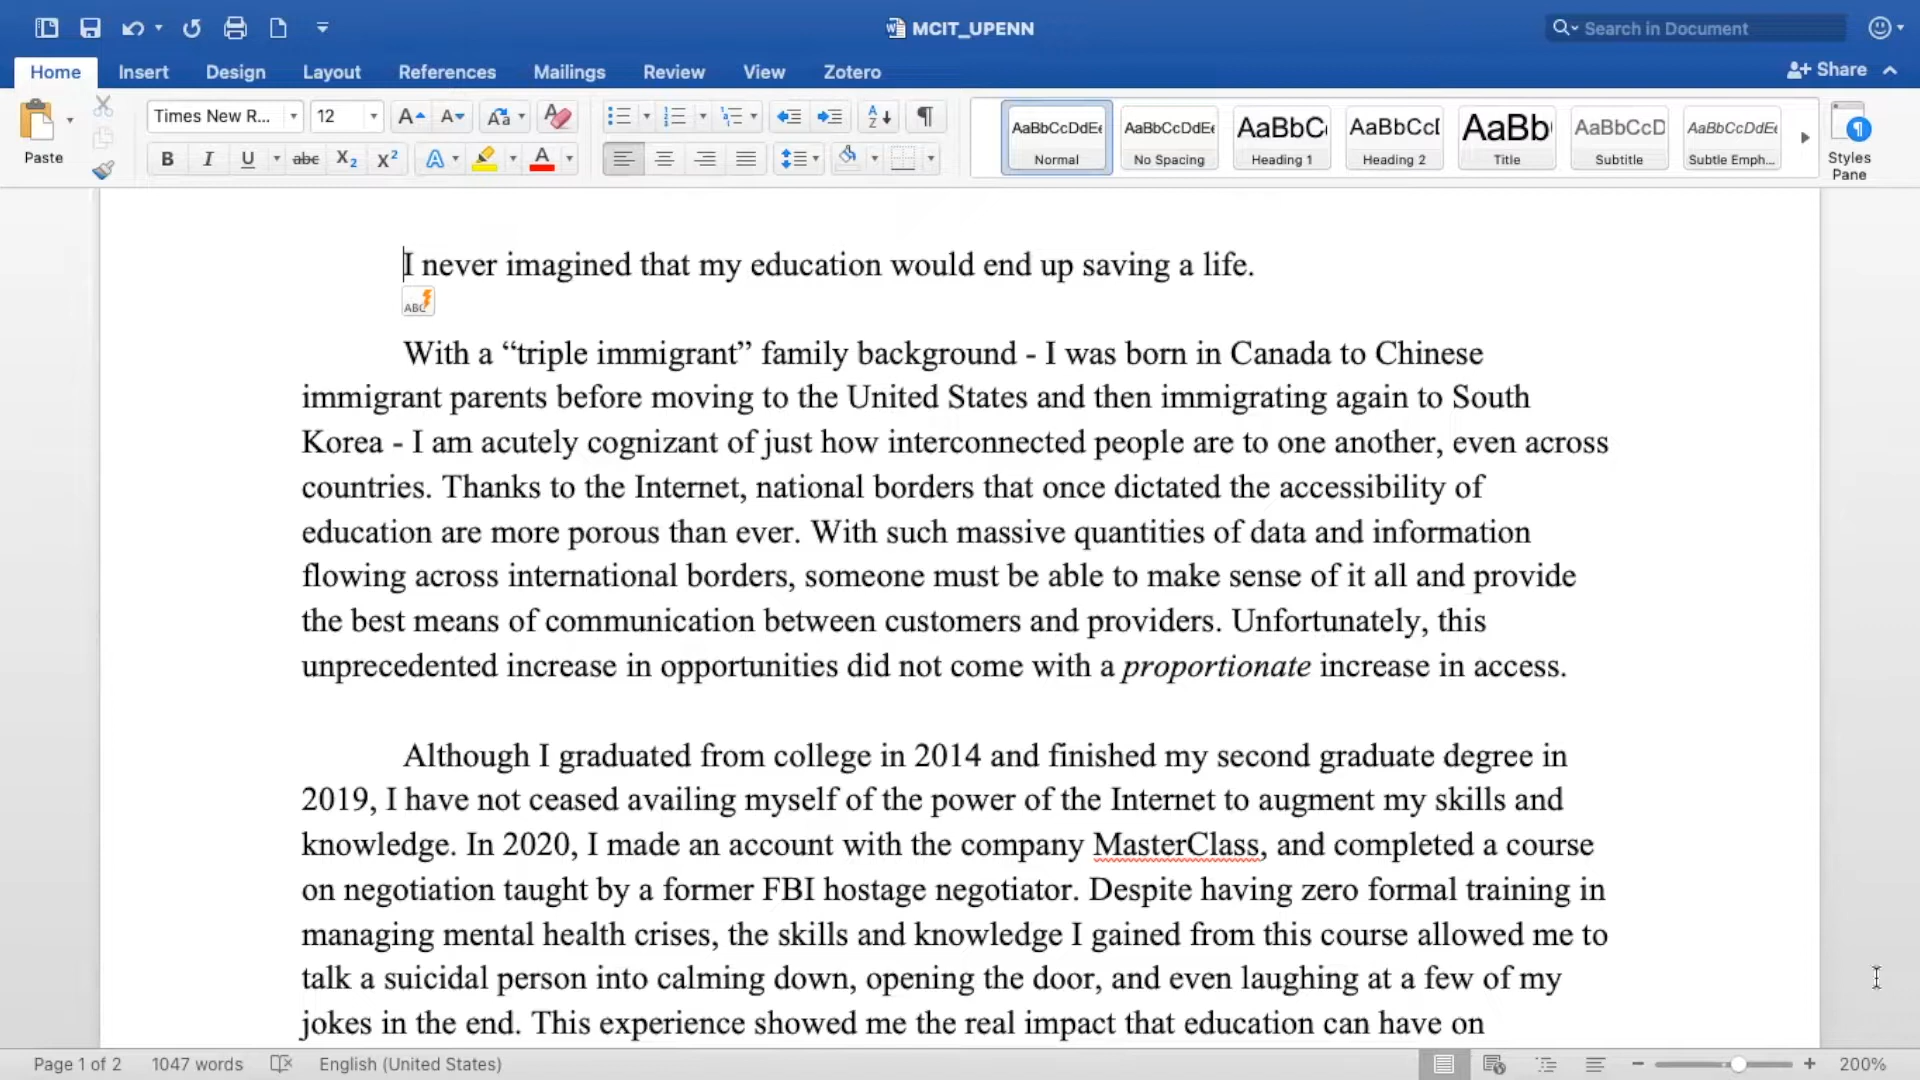 MCIT_UPENN
Search in Document
Home Insert Design Layout References Mailings Review View Zotero
Share
Paste
Times New R...
12
AaBbCcDdEe
Normal
AaBbCcDdEe
No Spacing
AaBbC
Heading 1
AaBbCcI
Heading 2
AaBb
Title
AaBbCcD
Subtitle
AaBbCcDdEe
Subtle Emph...
Styles
Pane
I never imagined that my education would end up saving a life.
ABC
With a “triple immigrant” family background - I was born in Canada to Chinese
immigrant parents before moving to the United States and then immigrating again to South
Korea - I am acutely cognizant of just how interconnected people are to one another, even across
countries. Thanks to the Internet, national borders that once dictated the accessibility of
education are more porous than ever. With such massive quantities of data and information
flowing across international borders, someone must be able to make sense of it all and provide
the best means of communication between customers and providers. Unfortunately, this
unprecedented increase in opportunities did not come with a proportionate increase in access.
Although I graduated from college in 2014 and finished my second graduate degree in
2019, I have not ceased availing myself of the power of the Internet to augment my skills and
knowledge. In 2020, I made an account with the company MasterClass, and completed a course
on negotiation taught by a former FBI hostage negotiator. Despite having zero formal training in
managing mental health crises, the skills and knowledge I gained from this course allowed me to
talk a suicidal person into calming down, opening the door, and even laughing at a few of my
jokes in the end. This experience showed me the real impact that education can have on
Page 1 of 2 1047 words English (United States) 200%